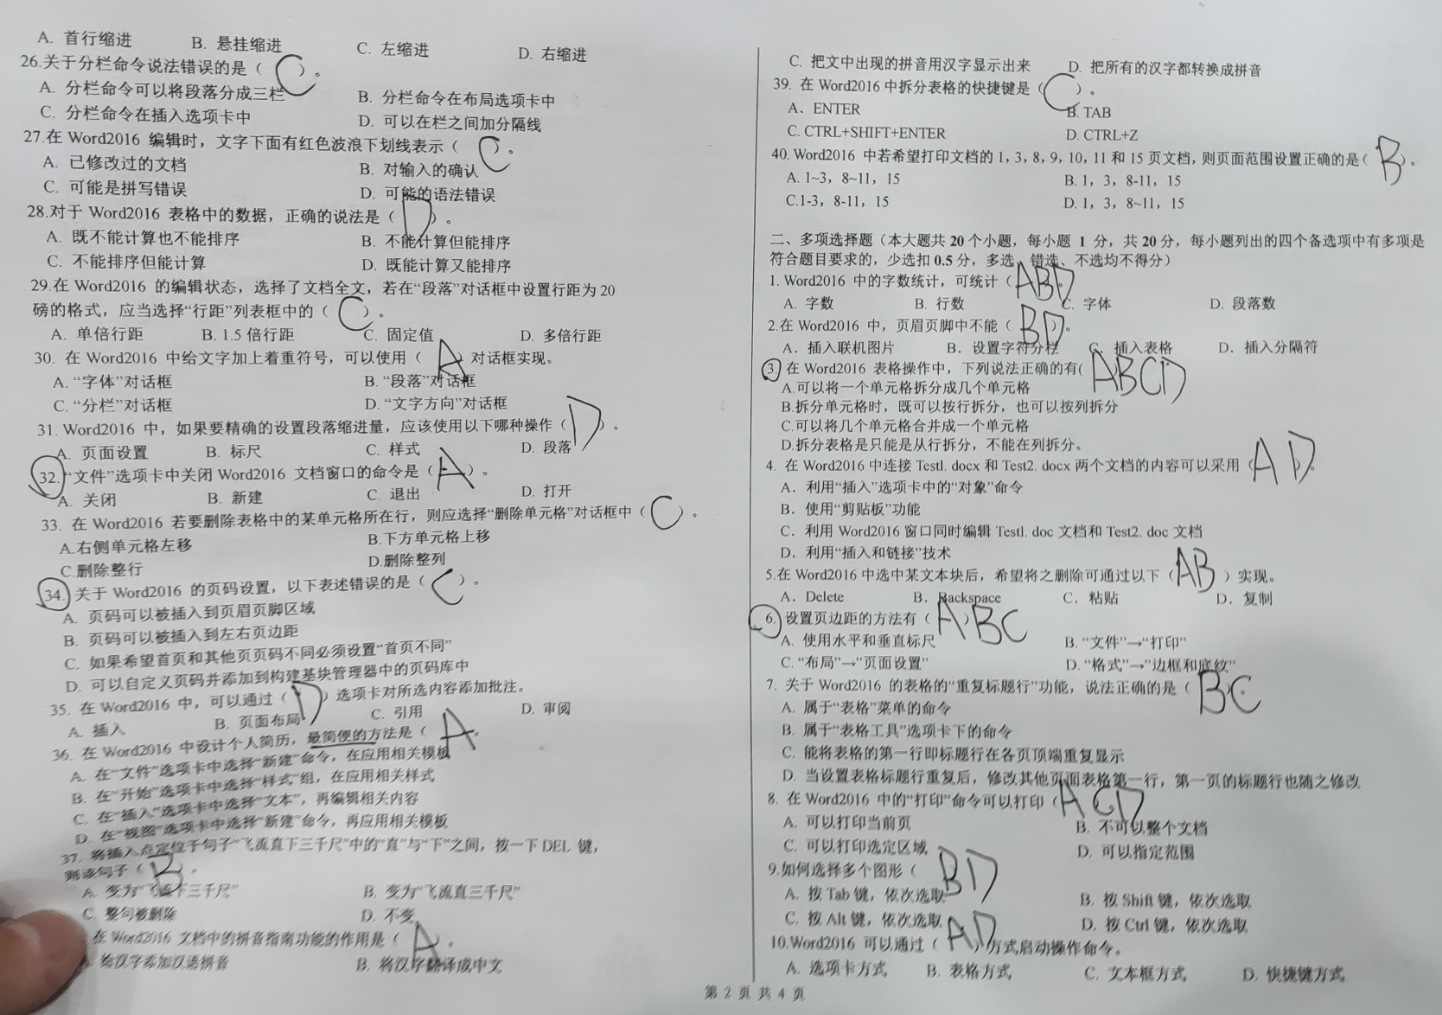 A. 首行缩进 B. 悬挂缩进 C. 左缩进 D. 右缩进
26.关于分栏命令说法错误的是（C）。
A. 分栏命令可以将段落分成三栏 B. 分栏命令在布局选项卡中
C. 分栏命令在插入选项卡中 D. 可以在栏之间加分隔线
27.在 Word2016 编辑时，文字下面有红色波浪下划线表示（C）。
A. 已修改过的文档 B. 对输入的确认
C. 可能是拼写错误 D. 可能的语法错误
28.对于 Word2016 表格中的数据，正确的说法是（D）。
A. 既不能计算也不能排序 B. 不能计算但能排序
C. 不能排序但能计算 D. 既能计算又能排序
29.在 Word2016 的编辑状态，选择了文档全文，若在“段落”对话框中设置行距为 20
磅的格式，应当选择“行距”列表框中的（C）。
A. 单倍行距 B. 1.5 倍行距 C. 固定值 D. 多倍行距
30. 在 Word2016 中给文字加上着重符号，可以使用（A）对话框实现。
A. “字体”对话框 B. “段落”对话框
C. “分栏”对话框 D. “文字方向”对话框
31. Word2016 中，如果要精确的设置段落缩进量，应该使用以下哪种操作（D）。
A. 页面设置 B. 标尺 C. 样式 D. 段落
32.“文件”选项卡中关闭 Word2016 文档窗口的命令是（A）。
A. 关闭 B. 新建 C. 退出 D. 打开
33. 在 Word2016 若要删除表格中的某单元格所在行，则应选择“删除单元格”对话框中（C）。
A.右侧单元格左移 B.下方单元格上移
C.删除整行 D.删除整列
34. 关于 Word2016 的页码设置，以下表述错误的是（C）。
A. 页码可以被插入到页眉页脚区域
B. 页码可以被插入到左右页边距
C. 如果希望首页和其他页页码不同必须设置“首页不同”
D. 可以自定义页码并添加到构建基块管理器中的页码库中
35. 在 Word2016 中，可以通过（D）选项卡对所选内容添加批注。
A. 插入 B. 页面布局 C. 引用 D. 审阅
36. 在 Word2016 中设计个人简历，最简便的方法是（A）。
A. 在“文件”选项卡中选择“新建”命令，在应用相关模板
B. 在“开始”选项卡中选择“样式”组，在应用相关样式
C. 在“插入”选项卡中选择“文本”，再编辑相关内容
D. 在“视图”选项卡中选择“新建”命令，再应用相关模板
37. 将插入点定位于句子“飞流直下三千尺”中的“直”与“下”之间，按一下 DEL 键，
则该句子（B）。
A. 变为“飞流下三千尺” B. 变为“飞流直三千尺”
C. 整句被删除 D. 不变
在 Word2016 文档中的拼音指南功能的作用是（A）。
给汉字添加汉语拼音 B. 将汉字翻译成中文
C. 把文中出现的拼音用汉字显示出来 D. 把所有的汉字都转换成拼音
39. 在 Word2016 中拆分表格的快捷键是（C）。
A. ENTER B. TAB
C. CTRL+SHIFT+ENTER D. CTRL+Z
40. Word2016 中若希望打印文档的 1，3，8，9，10，11 和 15 页文档，则页面范围设置正确的是（B）。
A. 1~3，8~11，15 B. 1，3，8-11，15
C.1-3，8-11，15 D. 1，3，8~11，15
二、多项选择题（本大题共 20 个小题，每小题 1 分，共 20 分，每小题列出的四个备选项中有多项是
符合题目要求的，少选扣 0.5 分，多选、错选、不选均不得分）
1. Word2016 中的字数统计，可统计（ABD）。
A. 字数 B. 行数 C. 字体 D. 段落数
2.在 Word2016 中，页眉页脚中不能（BD）。
A. 插入联机图片 B. 设置字符分栏 C. 插入表格 D. 插入分隔符
3. 在 Word2016 表格操作中，下列说法正确的有(ABCD
A.可以将一个单元格拆分成几个单元格
B.拆分单元格时，既可以按行拆分，也可以按列拆分
C.可以将几个单元格合并成一个单元格
D.拆分表格是只能是从行拆分，不能在列拆分。
4. 在 Word2016 中连接 Testl. docx 和 Test2. docx 两个文档的内容可以采用（AD）。
A. 利用“插入”选项卡中的“对象”命令
B. 使用“剪贴板”功能
C. 利用 Word2016 窗口同时编辑 Testl. doc 文档和 Test2. doc 文档
D. 利用“插入和链接”技术
5.在 Word2016 中选中某文本块后，希望将之删除可通过以下（AB）实现。
A. Delete B. Backspace C. 粘贴 D. 复制
6. 设置页边距的方法有（ABC
A. 使用水平和垂直标尺 B. “文件”→“打印”
C. “布局”→“页面设置” D. “格式”→“边框和底纹”
7. 关于 Word2016 的表格的“重复标题行”功能，说法正确的是（BC
A. 属于“表格”菜单的命令
B. 属于“表格工具”选项卡下的命令
C. 能将表格的第一行即标题行在各页顶端重复显示
D. 当设置表格标题行重复后，修改其他页面表格第一行，第一页的标题行也随之修改
8. 在 Word2016 中的“打印”命令可以打印（ACD
A. 可以打印当前页 B. 不可以整个文档
C. 可以打印选定区域 D. 可以指定范围
9.如何选择多个图形（BD
A. 按 Tab 键，依次选取 B. 按 Shift 键，依次选取
C. 按 Alt 键，依次选取 D. 按 Ctrl 键，依次选取
10.Word2016 可以通过（AD）方式启动操作命令。
A. 选项卡方式 B. 表格方式 C. 文本框方式 D. 快捷键方式
第 2 页 共 4 页